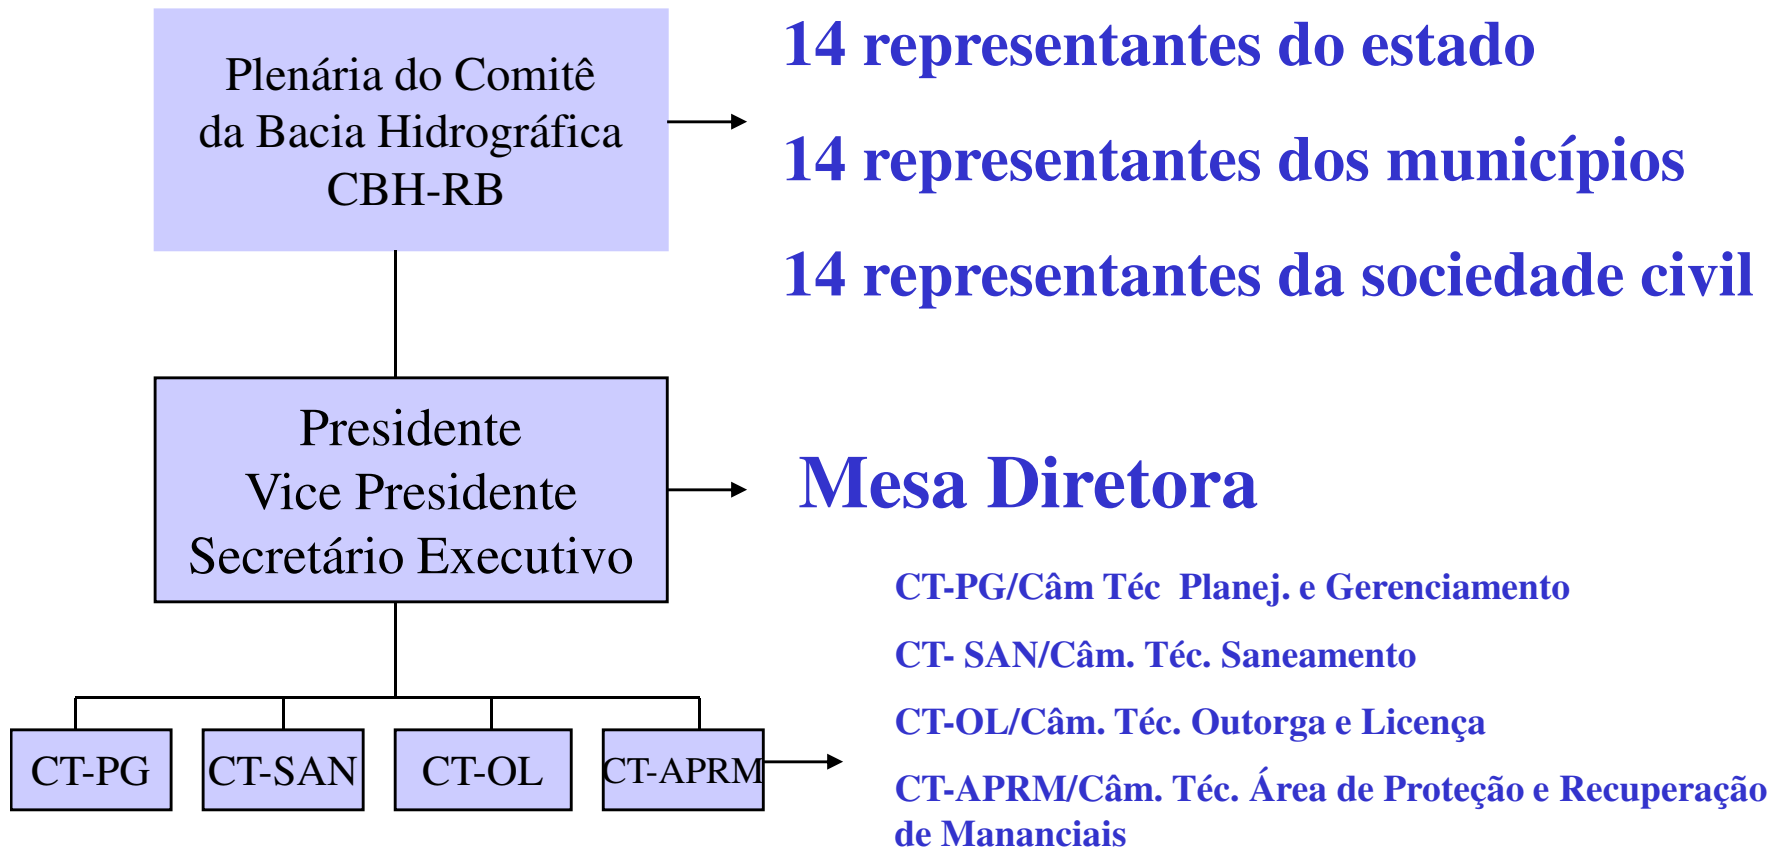 Plenária do Comitê
da Bacia Hidrográfica
CBH-RB
14 representantes do estado
14 representantes dos municípios
14 representantes da sociedade civil
Presidente
Vice Presidente
Secretário Executivo
Mesa Diretora
CT-PG
CT-SAN
CT-OL
CT-APRM
CT-PG/Câm Téc  Planej. e Gerenciamento
CT- SAN/Câm. Téc. Saneamento
CT-OL/Câm. Téc. Outorga e Licença
CT-APRM/Câm. Téc. Área de Proteção e Recuperação
de Mananciais